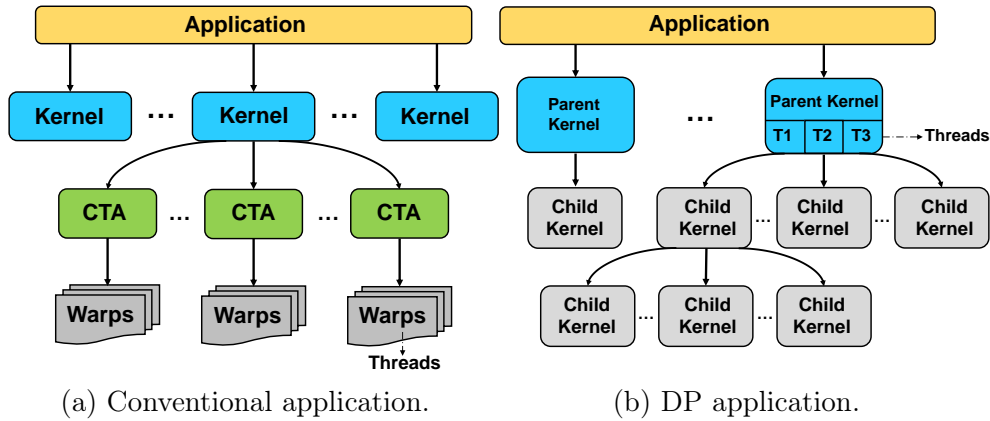 Application
Kernel ... Kernel ... Kernel
CTA ... CTA ... CTA
Warps Warps Warps
Threads
(a) Conventional application.
Application
Parent
Kernel
...
Parent Kernel
T1 T2 T3
Threads
Child
Kernel
Child
Kernel
...
Child
Kernel
...
Child
Kernel
Child
Kernel
...
Child
Kernel
...
Child
Kernel
(b) DP application.